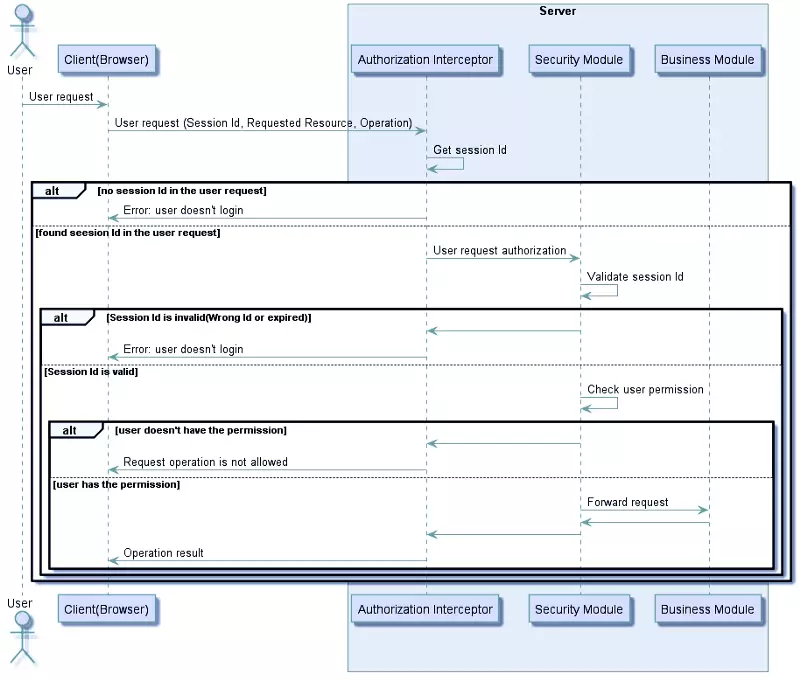 Server
User
Client(Browser)
Authorization Interceptor
Security Module
Business Module
User request
User request (Session Id, Requested Resource, Operation)
Get session Id
alt [no session Id in the user request]
Error: user doesn't login
[found seesion Id in the user request]
User request authorization
Validate session Id
alt [Session Id is invalid(Wrong Id or expired)]
Error: user doesn't login
[Session Id is valid]
Check user permission
alt [user doesn't have the permission]
Request operation is not allowed
[user has the permission]
Forward request
Operation result
User
Client(Browser)
Authorization Interceptor
Security Module
Business Module